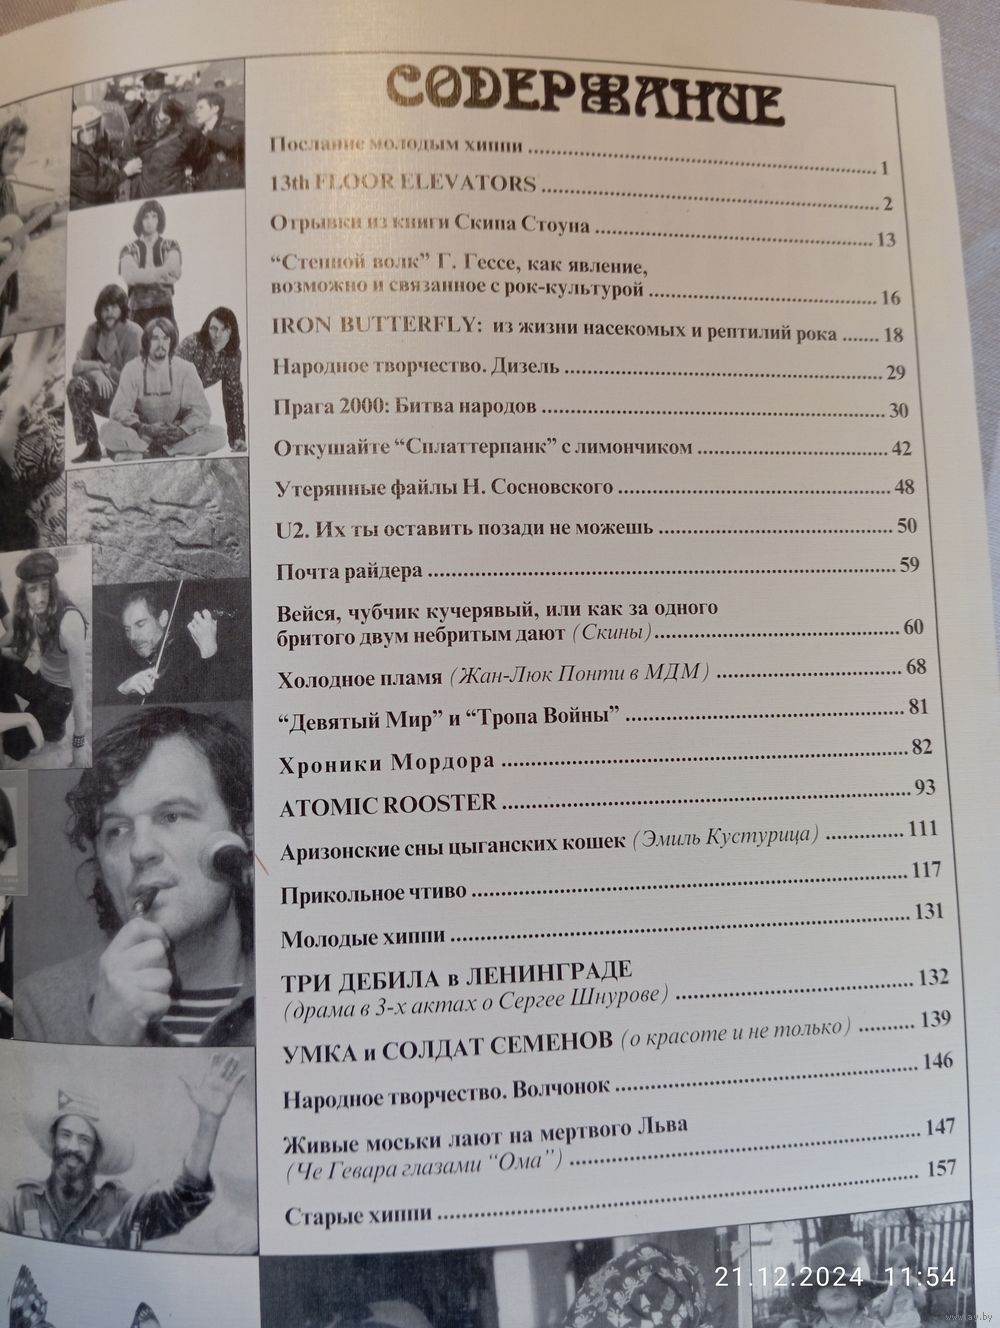 СОДЕРЖАНИЕ
Послание молодым хиппи ........ 1
13th FLOOR ELEVATORS ........ 2
Отрывки из книги Скипа Стоуна ........ 13
“Степной волк” Г. Гессе, как явление,
возможно и связанное с рок-культурой ........ 16
IRON BUTTERFLY: из жизни насекомых и рептилий рока ....... 18
Народное творчество. Дизель ........ 29
Прага 2000: Битва народов ........ 30
Откушайте “Сплаттерпанк” с лимончиком ........ 42
Утерянные файлы Н. Сосновского ........ 48
U2. Их ты оставить позади не можешь ........ 50
Почта райдера ........ 59
Вейся, чубчик кучерявый, или как за одного
бритого двум небритым дают (Скины) ........ 60
Холодное пламя (Жан-Люк Понти в МДМ) ........ 68
“Девятый Мир” и “Тропа Войны” ........ 81
Хроники Мордора ........ 82
ATOMIC ROOSTER ........ 93
Аризонские сны цыганских кошек (Эмиль Кустурица) ........ 111
Прикольное чтиво ........ 117
Молодые хиппи ........ 131
ТРИ ДЕБИЛА в ЛЕНИНГРАДЕ
(драма в 3-х актах о Сергее Шнурове) ........ 132
УМКА и СОЛДАТ СЕМЕНОВ (о красоте и не только) ........ 139
Народное творчество. Волчонок ........ 146
Живые моськи лают на мертвого Льва
(Че Гевара глазами “Ома”) ........ 147
Старые хиппи ........ 157
21.12.2024 11:54
www.ay.by